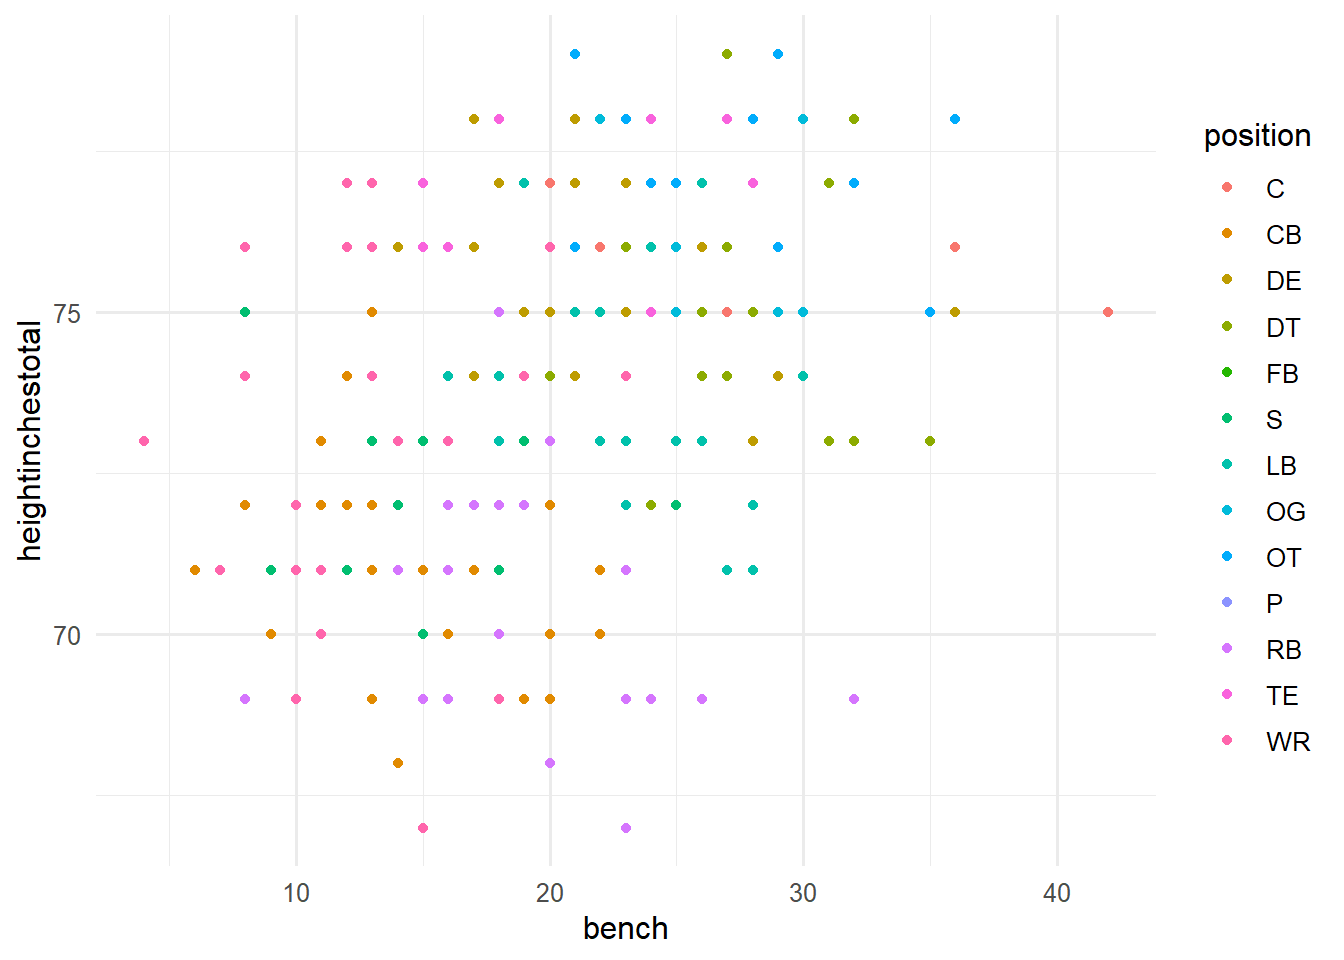 position
C
CB
DE
DT
FB
S
LB
OG
OT
P
RB
TE
WR
heightinchestotal
75
70
10 20 30 40
bench